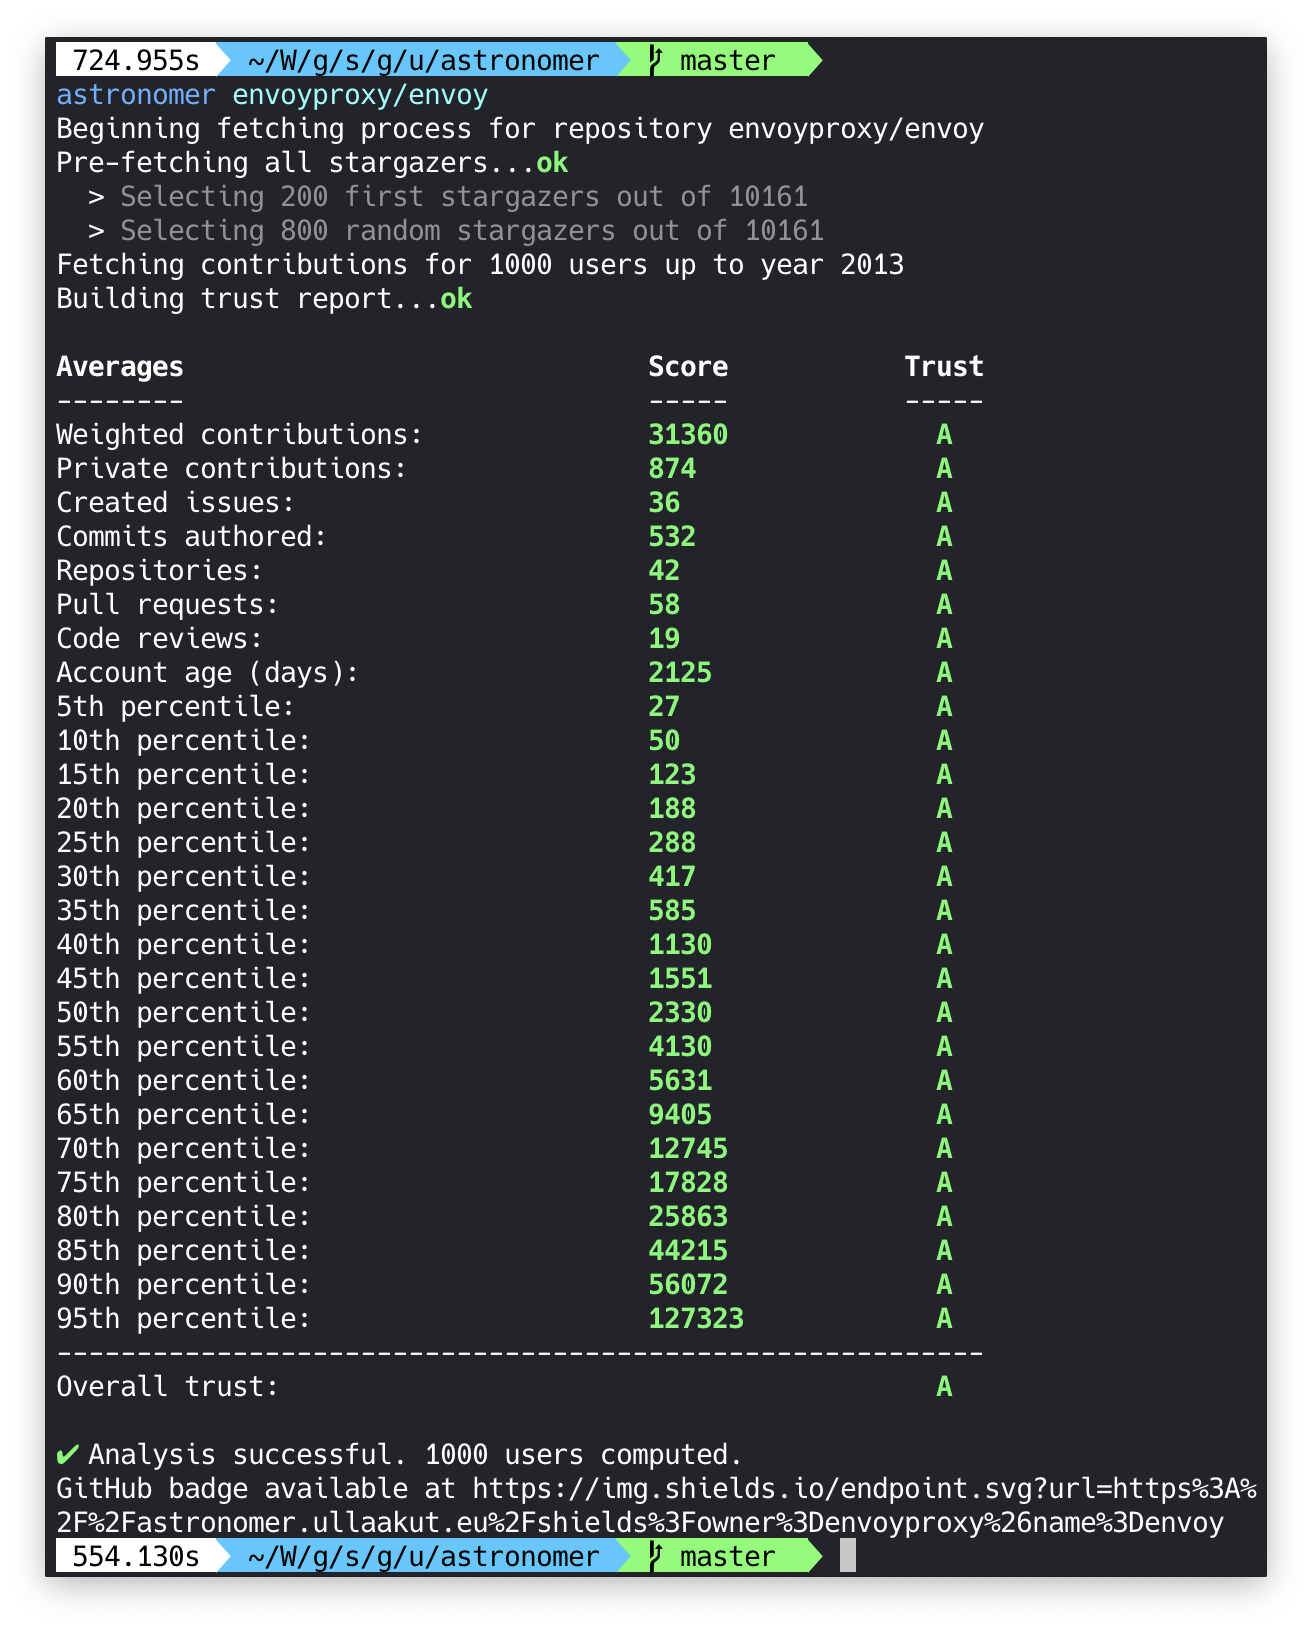 724.955s ~/W/g/s/g/u/astronomer master
astronomer envoyproxy/envoy
Beginning fetching process for repository envoyproxy/envoy
Pre-fetching all stargazers...ok
> Selecting 200 first stargazers out of 10161
> Selecting 800 random stargazers out of 10161
Fetching contributions for 1000 users up to year 2013
Building trust report...ok
Averages Score Trust
-------- ----- -----
Weighted contributions: 31360 A
Private contributions: 874 A
Created issues: 36 A
Commits authored: 532 A
Repositories: 42 A
Pull requests: 58 A
Code reviews: 19 A
Account age (days): 2125 A
5th percentile: 27 A
10th percentile: 50 A
15th percentile: 123 A
20th percentile: 188 A
25th percentile: 288 A
30th percentile: 417 A
35th percentile: 585 A
40th percentile: 1130 A
45th percentile: 1551 A
50th percentile: 2330 A
55th percentile: 4130 A
60th percentile: 5631 A
65th percentile: 9405 A
70th percentile: 12745 A
75th percentile: 17828 A
80th percentile: 25863 A
85th percentile: 44215 A
90th percentile: 56072 A
95th percentile: 127323 A
----------------------------------------------------------
Overall trust: A
✔ Analysis successful. 1000 users computed.
GitHub badge available at https://img.shields.io/endpoint.svg?url=https%3A%
2F%2Fastronomer.ullaakut.eu%2Fshields%3Fowner%3Denvoyproxy%26name%3Denvoy
554.130s ~/W/g/s/g/u/astronomer master